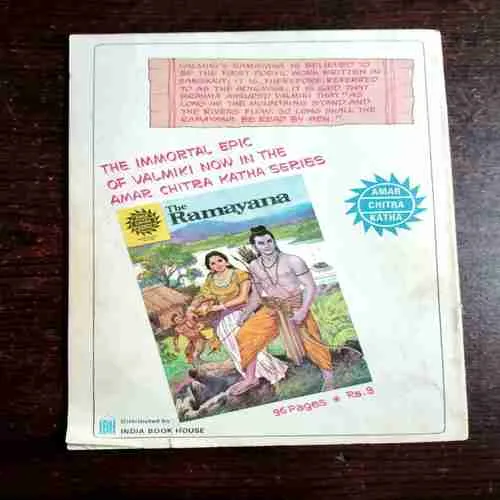 VALMIKI'S RAMAYANA IS BELIEVED TO
BE THE FIRST POETIC WORK WRITTEN IN
SANSKRIT; IT IS, THEREFORE, REFERRED
TO AS THE ADIKAVYA. IT IS SAID THAT
BRAHMA ASSURED VALMIKI THAT "AS
LONG AS THE MOUNTAINS STAND AND
THE RIVERS FLOW, SO LONG SHALL THE
RAMAYANA BE READ BY MEN."
THE IMMORTAL EPIC
OF VALMIKI NOW IN THE
AMAR CHITRA KATHA SERIES
The
Ramayana
AMAR
CHITRA
KATHA
96 Pages * Rs.9
Distributed by
INDIA BOOK HOUSE